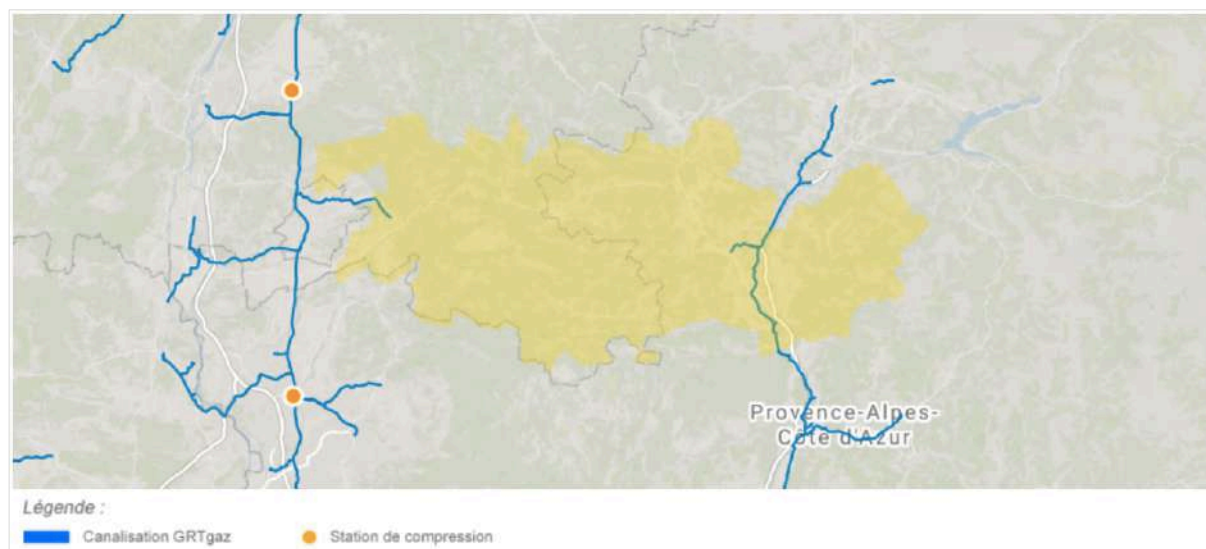 Provence-Alpes-
Côte d'Azur
Légende :
Canalisation GRTgaz
Station de compression